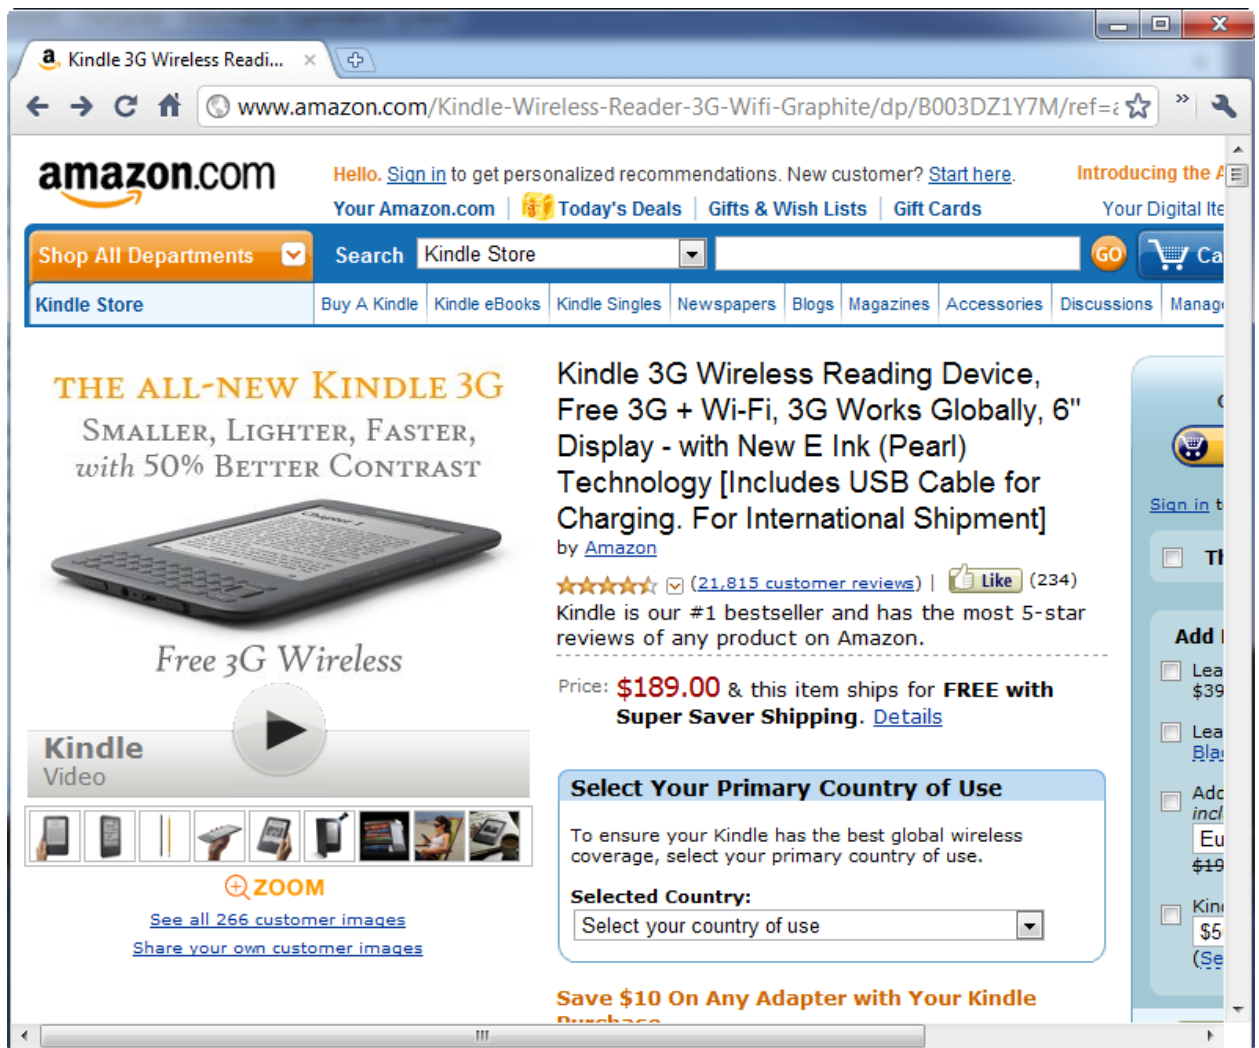 Kindle 3G Wireless Readi...
www.amazon.com/Kindle-Wireless-Reader-3G-Wifi-Graphite/dp/B003DZ1Y7M/ref=
amazon.com
Hello. Sign in to get personalized recommendations. New customer? Start here.
Introducing the
Your Amazon.com | Today's Deals | Gifts & Wish Lists | Gift Cards
Your Digital
Shop All Departments
Search Kindle Store
GO
Kindle Store
Buy A Kindle
Kindle eBooks
Kindle Singles
Newspapers
Blogs
Magazines
Accessories
Discussions
THE ALL-NEW KINDLE 3G
SMALLER, LIGHTER, FASTER,
with 50% BETTER CONTRAST
Chapter 1
Free 3G Wireless
Kindle
Video
ZOOM
See all 266 customer images
Share your own customer images
Kindle 3G Wireless Reading Device,
Free 3G + Wi-Fi, 3G Works Globally, 6"
Display - with New E Ink (Pearl)
Technology [Includes USB Cable for
Charging. For International Shipment]
by Amazon
(21,815 customer reviews) | Like (234)
Kindle is our #1 bestseller and has the most 5-star
reviews of any product on Amazon.
Price: $189.00 & this item ships for FREE with
Super Saver Shipping. Details
Select Your Primary Country of Use
To ensure your Kindle has the best global wireless
coverage, select your primary country of use.
Selected Country:
Select your country of use
Save $10 On Any Adapter with Your Kindle
Purchase
Sign in
Add